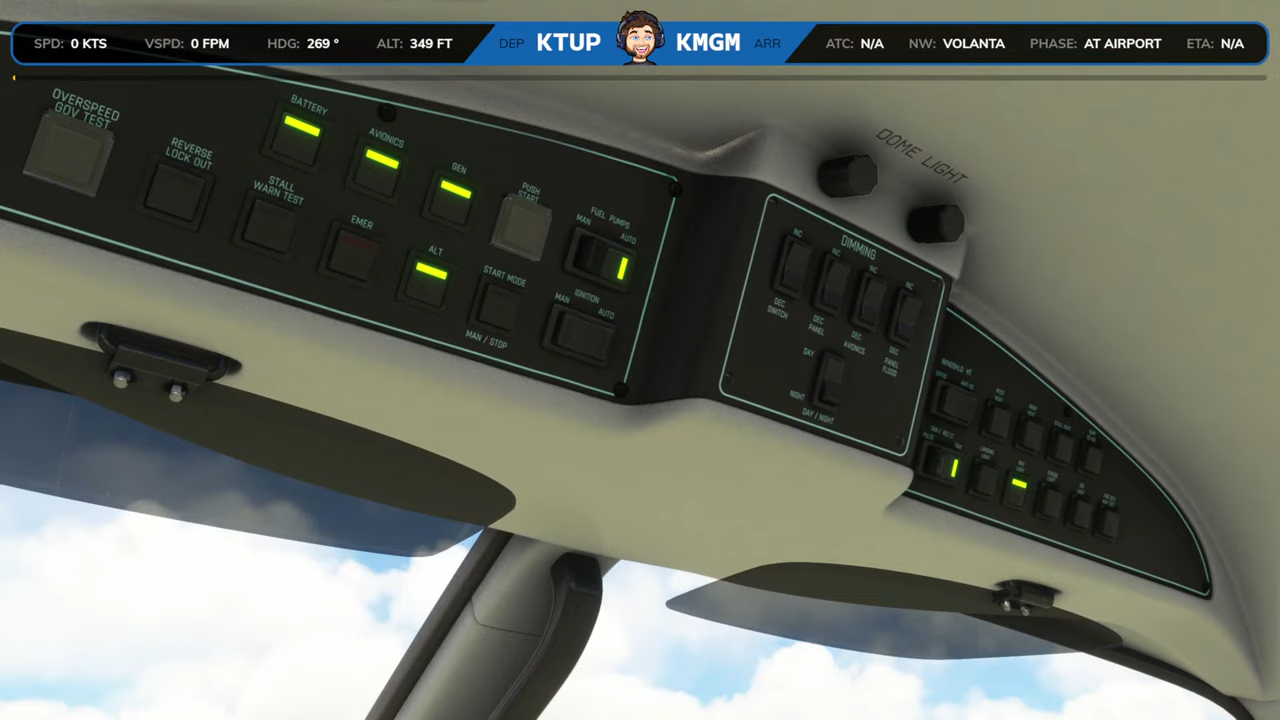 SPD: 0 KTS
VSPD: 0 FPM
HDG: 269 º
ALT: 349 FT
DEP KTUP
KMGM ARR
ATC: N/A
NW: VOLANTA
PHASE: AT AIRPORT
ETA: N/A
OVERSPEED
GOV TEST
REVERSE
LOCK OUT
BATTERY
STALL
WARN TEST
AVIONICS
EMER
GEN
ALT
PUSH
START
START MODE
MAN / STOP
FUEL PUMPS
MAN
AUTO
IGNITION
MAN
AUTO
DOME LIGHT
DIMMING
INC
INC
INC
INC
DEC
SWITCH
DEC
PANEL
DEC
AVIONICS
DEC
PANEL
FLOOD
DAY
NIGHT
DAY / NIGHT
WINDSHLD HT